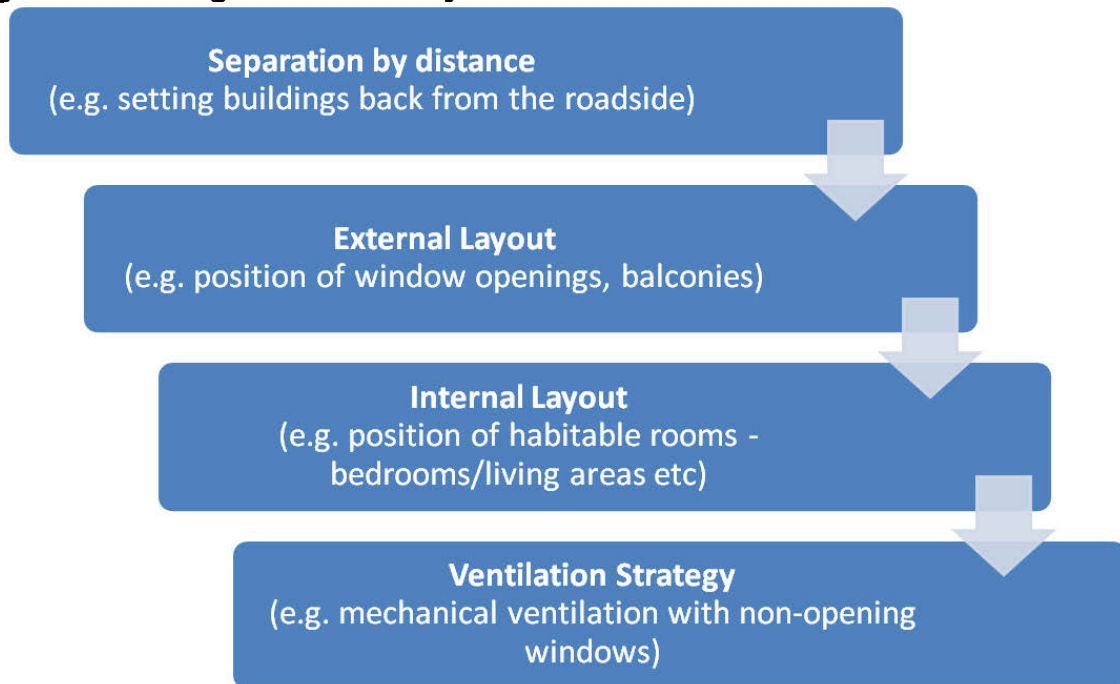 Separation by distance
(e.g. setting buildings back from the roadside)
External Layout
(e.g. position of window openings, balconies)
Internal Layout
(e.g. position of habitable rooms -
bedrooms/living areas etc)
Ventilation Strategy
(e.g. mechanical ventilation with non-opening
windows)